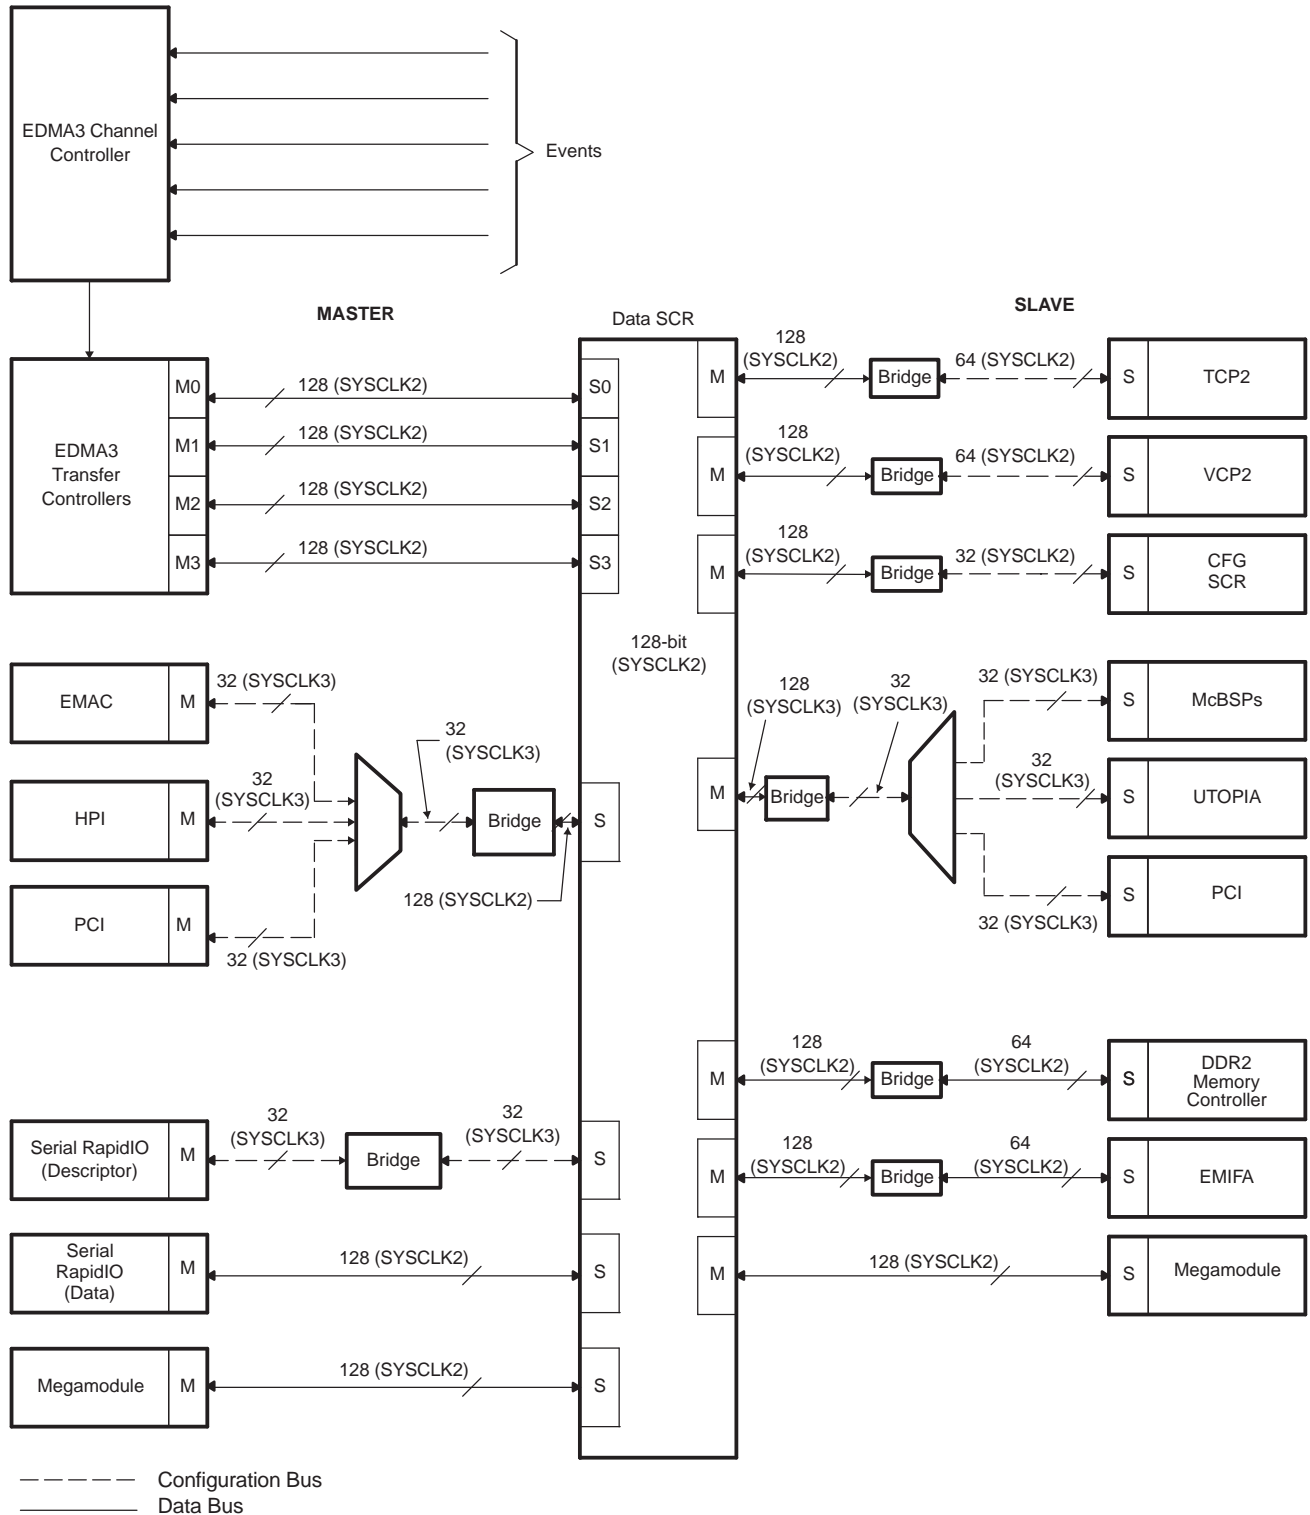 EDMA3 Channel
Controller
Events
MASTER
Data SCR
SLAVE
EDMA3
Transfer
Controllers
M0
M1
M2
M3
128 (SYSCLK2)
128 (SYSCLK2)
128 (SYSCLK2)
128 (SYSCLK2)
S0
S1
S2
S3
128-bit
(SYSCLK2)
M
128
(SYSCLK2)
Bridge
64 (SYSCLK2)
S
TCP2
M
128
(SYSCLK2)
Bridge
64 (SYSCLK2)
S
VCP2
M
128
(SYSCLK2)
Bridge
32 (SYSCLK2)
S
CFG
SCR
EMAC
M
32 (SYSCLK3)
HPI
M
32
(SYSCLK3)
PCI
M
32 (SYSCLK3)
32
(SYSCLK3)
Bridge
128 (SYSCLK2)
S
M
128
(SYSCLK3)
Bridge
32
(SYSCLK3)
32 (SYSCLK3)
S
McBSPs
32
(SYSCLK3)
S
UTOPIA
32 (SYSCLK3)
S
PCI
M
128
(SYSCLK2)
Bridge
64
(SYSCLK2)
S
DDR2
Memory
Controller
Serial RapidIO
(Descriptor)
M
32
(SYSCLK3)
Bridge
32
(SYSCLK3)
S
M
128
(SYSCLK2)
Bridge
64
(SYSCLK2)
S
EMIFA
Serial
RapidIO
(Data)
M
128 (SYSCLK2)
S
M
128 (SYSCLK2)
S
Megamodule
Megamodule
M
128 (SYSCLK2)
S
Configuration Bus
Data Bus